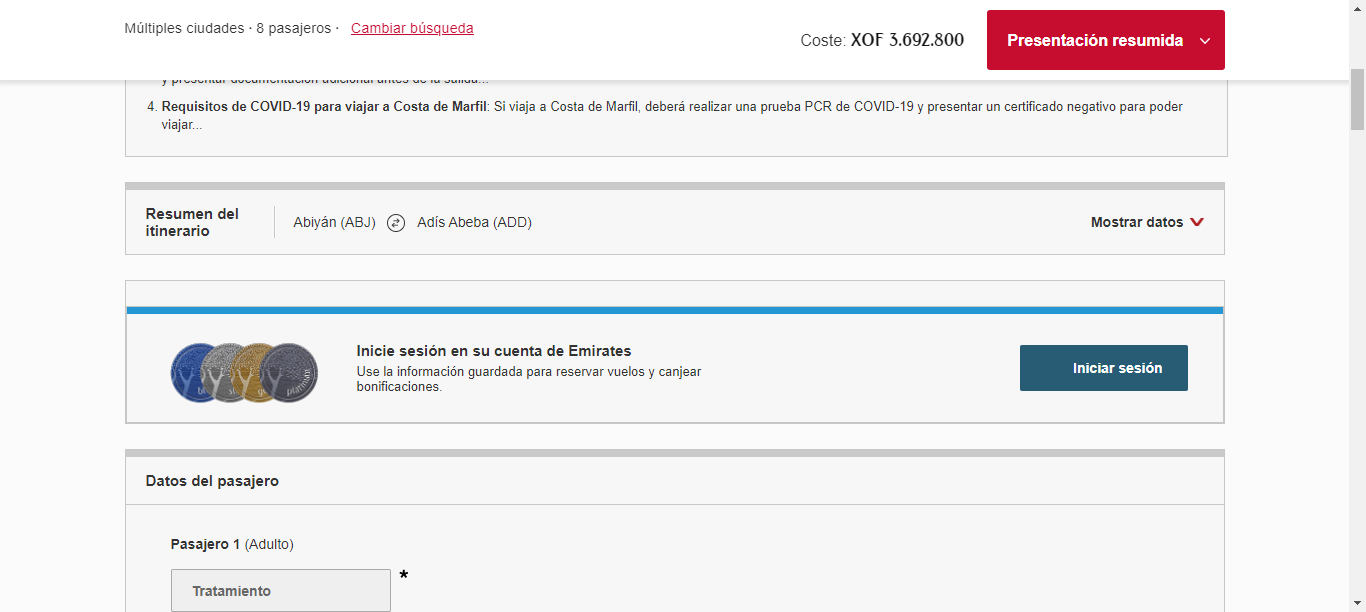 Múltiples ciudades · 8 pasajeros · Cambiar búsqueda
Coste: XOF 3.692.800
Presentación resumida
y presentar documentación adicional antes de la salida...
4. Requisitos de COVID-19 para viajar a Costa de Marfil: Si viaja a Costa de Marfil, deberá realizar una prueba PCR de COVID-19 y presentar un certificado negativo para poder
viajar...
Resumen del
itinerario
Abiyán (ABJ) Adís Abeba (ADD)
Mostrar datos
Inicie sesión en su cuenta de Emirates
Use la información guardada para reservar vuelos y canjear
bonificaciones.
platinum
Iniciar sesión
Datos del pasajero
Pasajero 1 (Adulto)
Tratamiento *